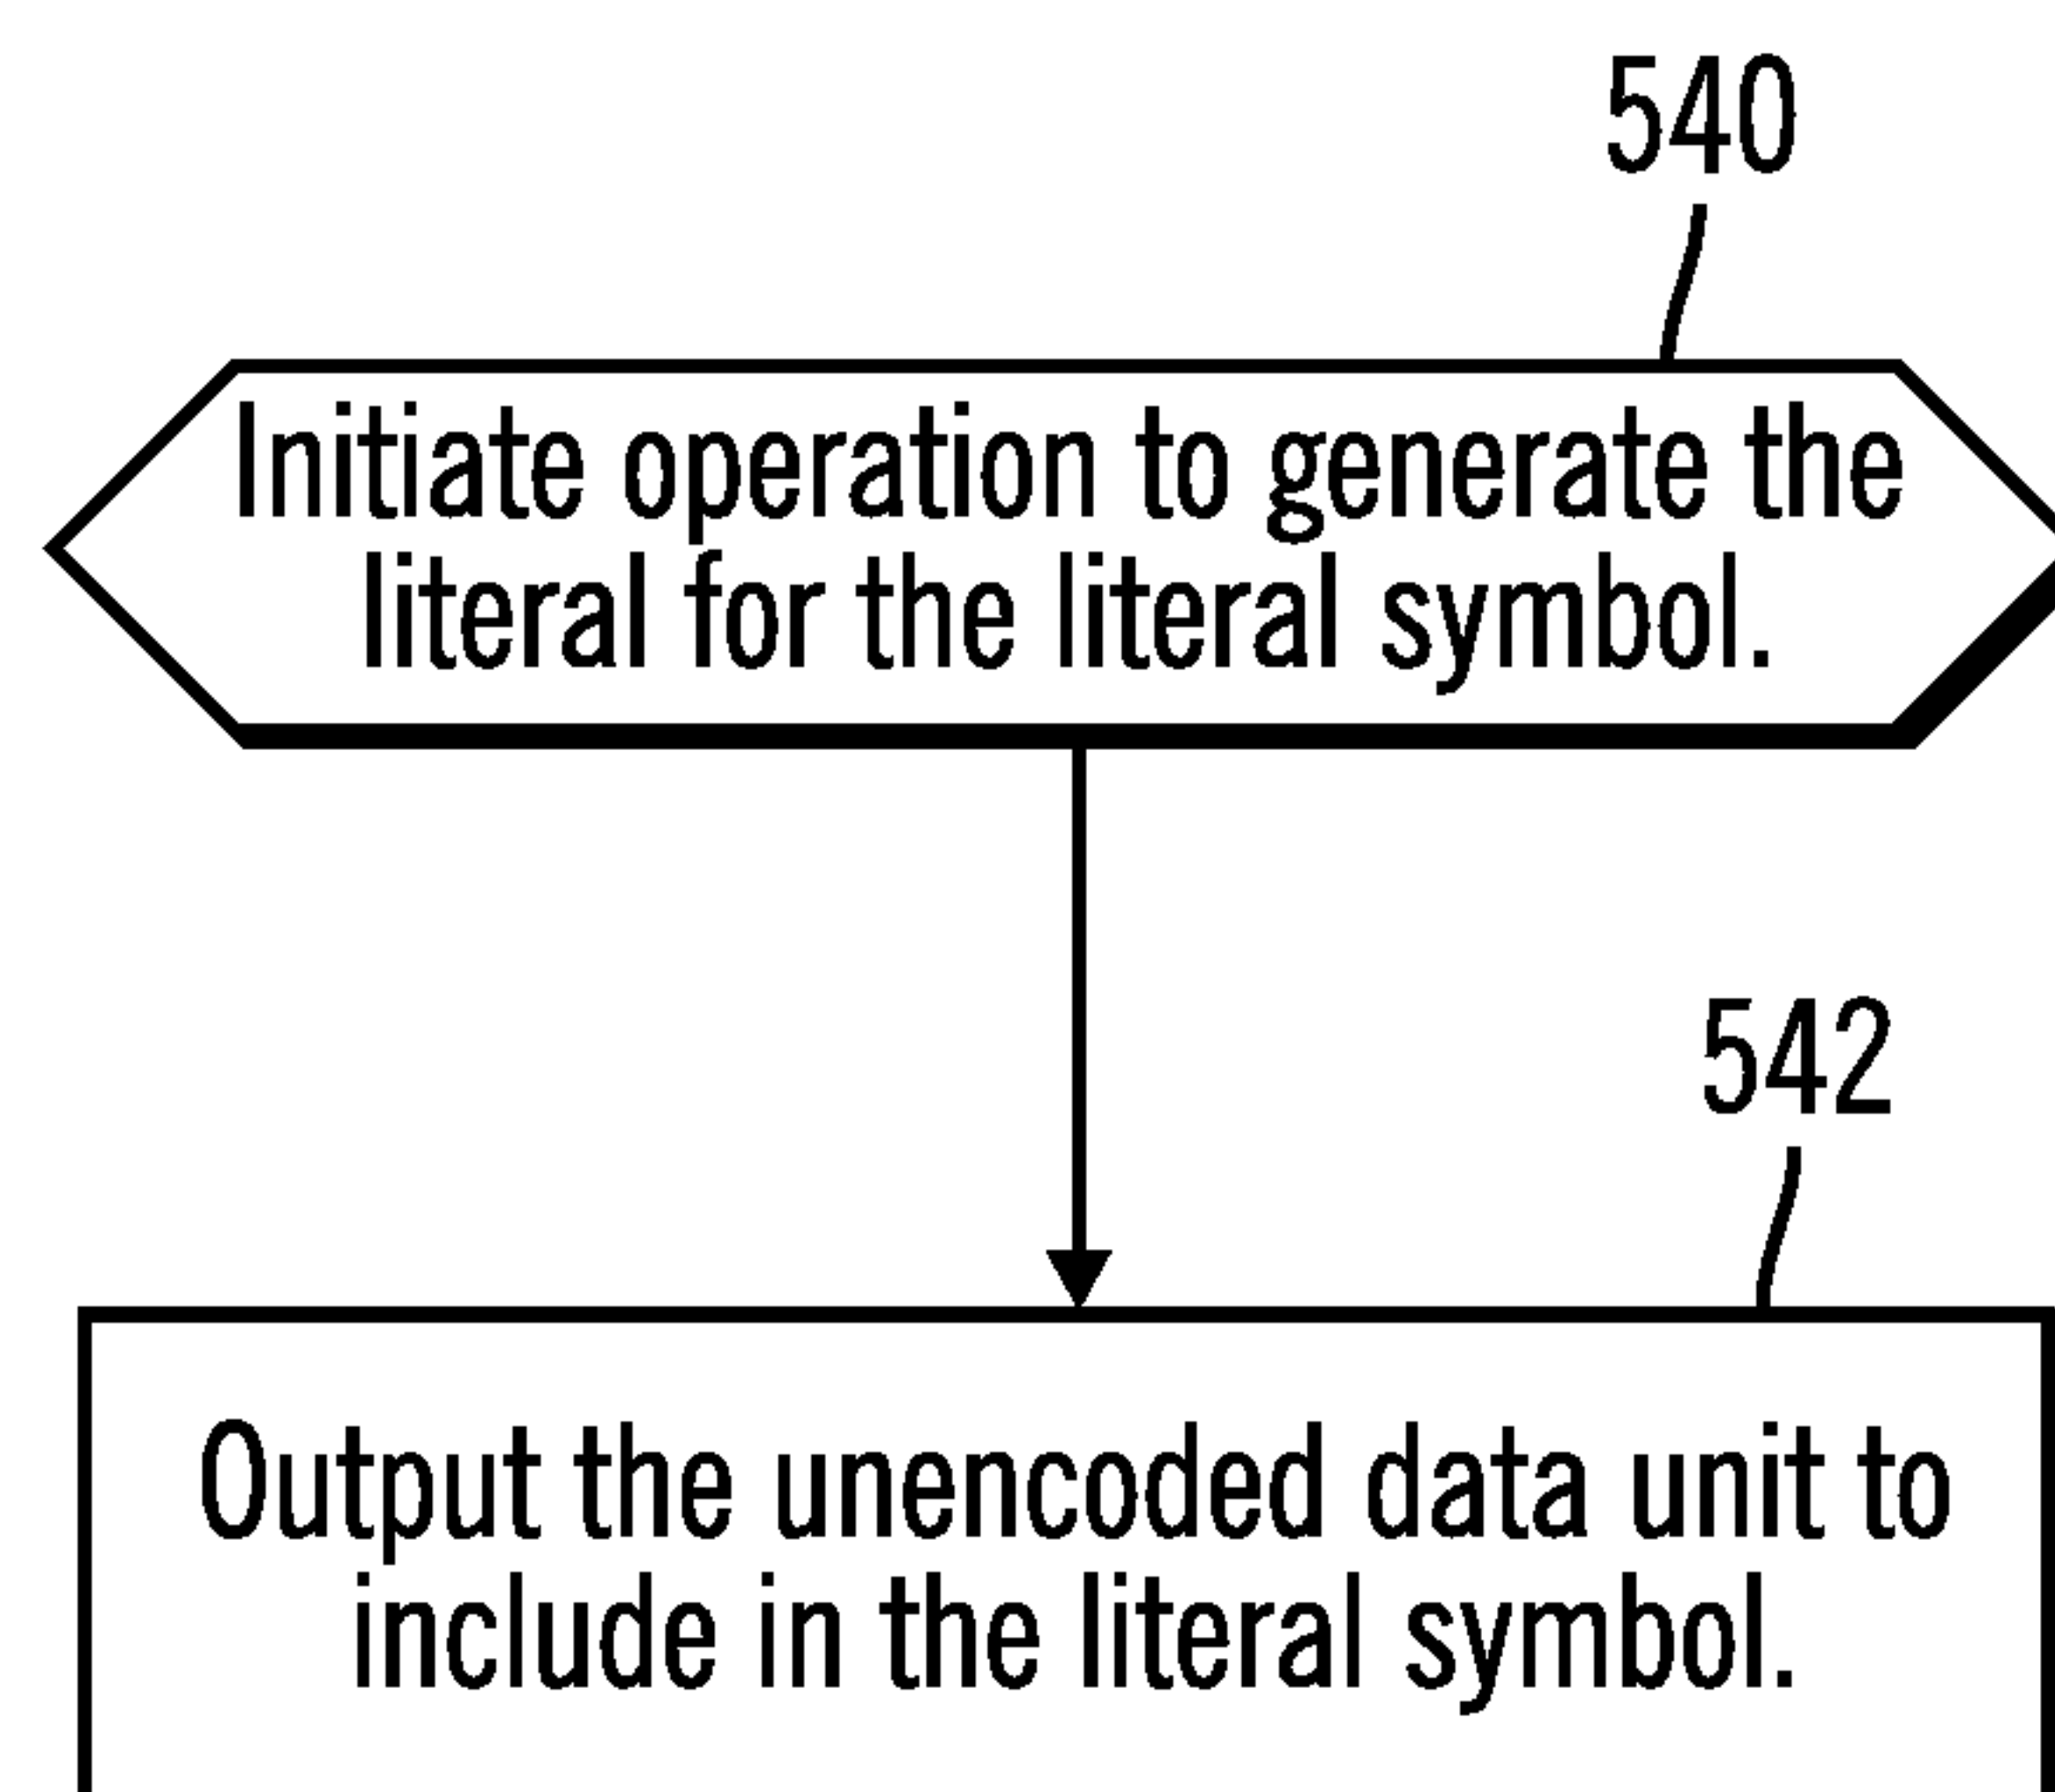 540
Initiate operation to generate the
literal for the literal symbol.
542
Output the unencoded data unit to
include in the literal symbol.